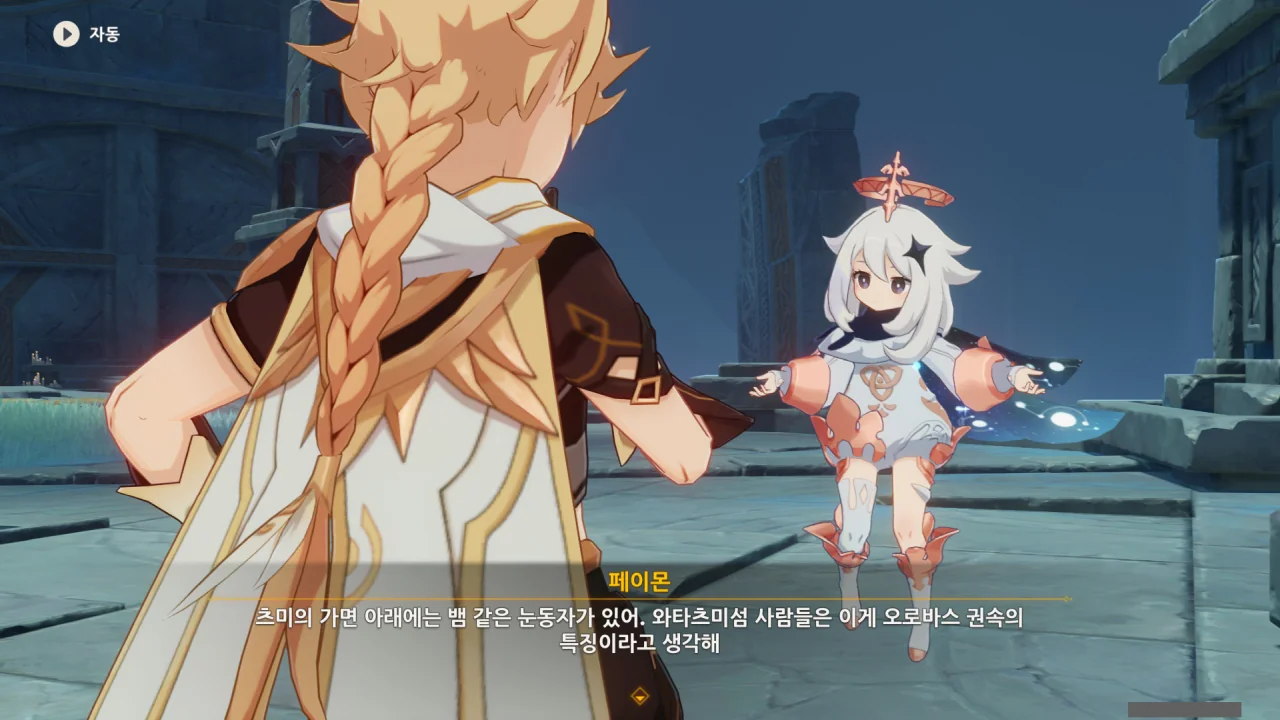 자동
페이몬
츠미의 가면 아래에는 뱀 같은 눈동자가 있어. 와타츠미섬 사람들은 이게 오로바스 권속의
특징이라고 생각해